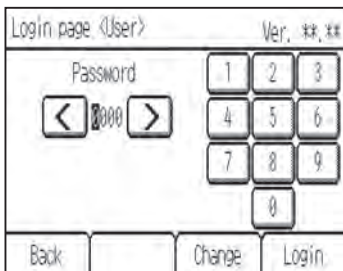 Login page <User> Ver. **.**
Password
1 2 3
< 0000 > 4 5 6
7 8 9
0
Back Change Login